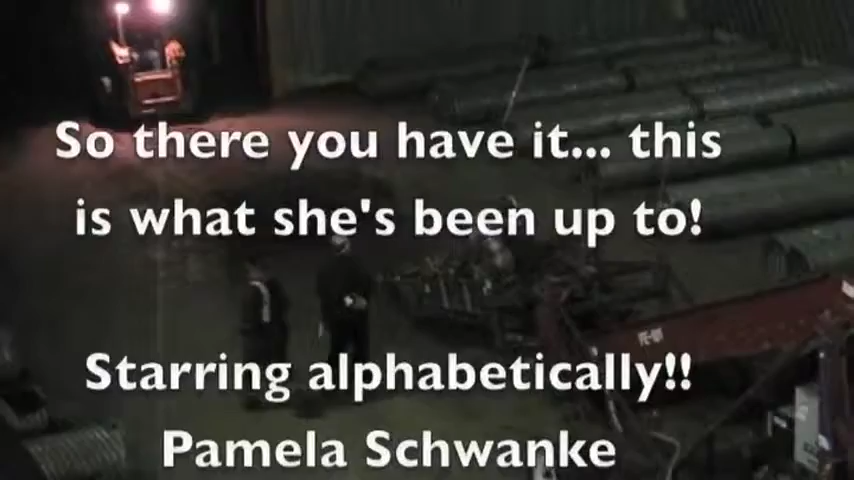 So there you have it... this
is what she's been up to!
Starring alphabetically!!
Pamela Schwanke